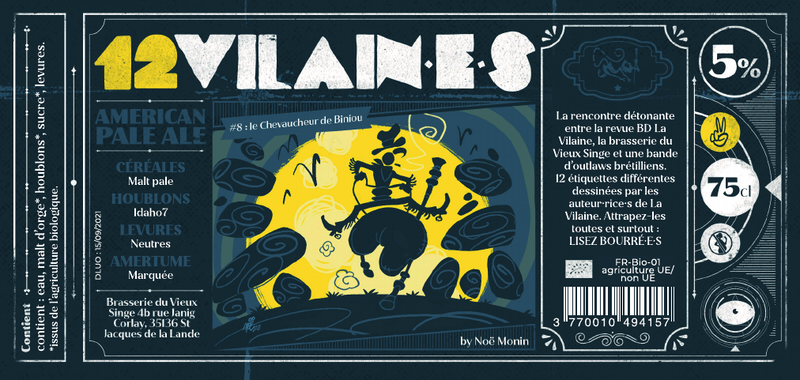 Contient :
contient : eau, malt d'orge*, houblons*, sucre*, levures.
*issus de l'agriculture biologique.
12VILAIN·E·S
AMERICAN
PALE ALE
CÉRÉALES
Malt pale
HOUBLONS
Idaho7
LEVURES
Neutres
AMERTUME
Marquée
DLUO : 15/09/2021
Brasserie du Vieux
Singe 4b rue Janig
Corlay, 35136 St
Jacques de la Lande
#8 : le Chevaucheur de Biniou
by Noë Monin
La rencontre détonante
entre la revue BD La
Vilaine, la brasserie du
Vieux Singe et une bande
d'outlaws brétilliens.
12 étiquettes différentes
dessinées par les
auteur·rice·s de La
Vilaine. Attrapez-les
toutes et surtout :
LISEZ BOURRÉ·E·S
FR-Bio-01
agriculture UE/
non UE
3 770010 494157
5%
75cl